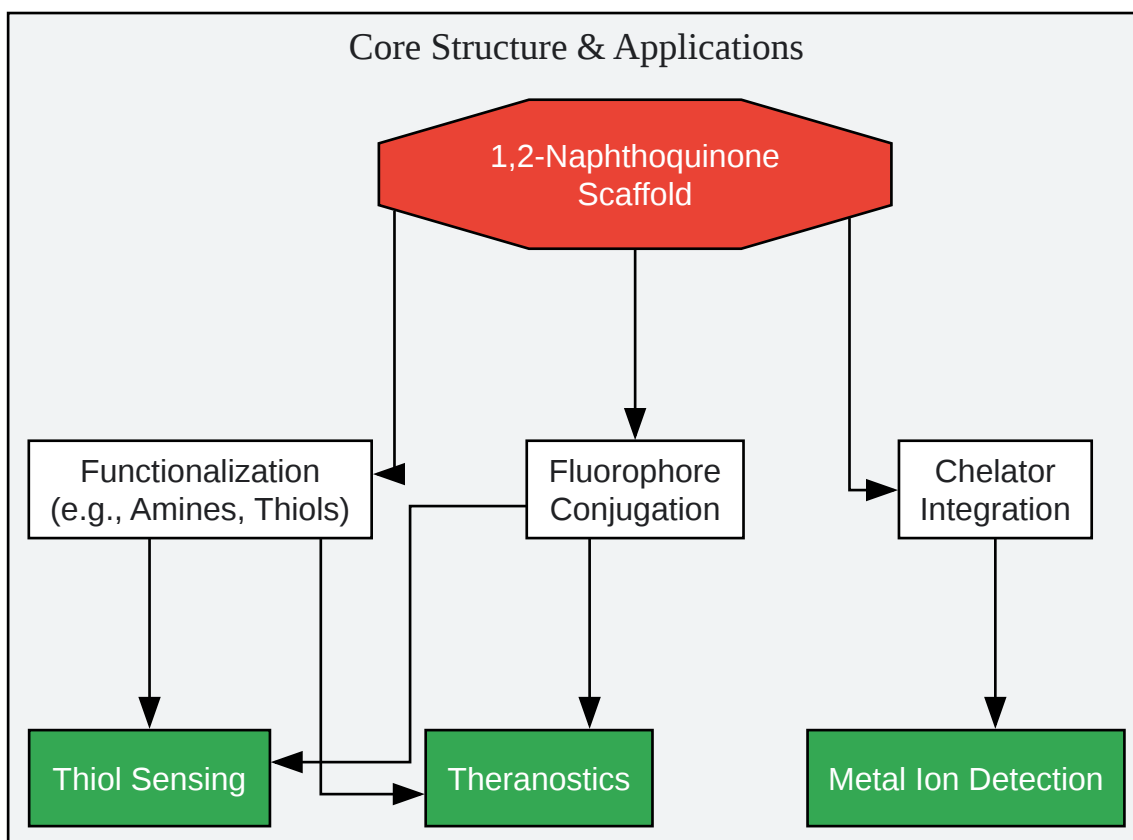 Core Structure & Applications
1,2-Naphthoquinone
Scaffold
Functionalization
(e.g., Amines, Thiols)
Fluorophore
Conjugation
Chelator
Integration
Thiol Sensing
Theranostics
Metal Ion Detection